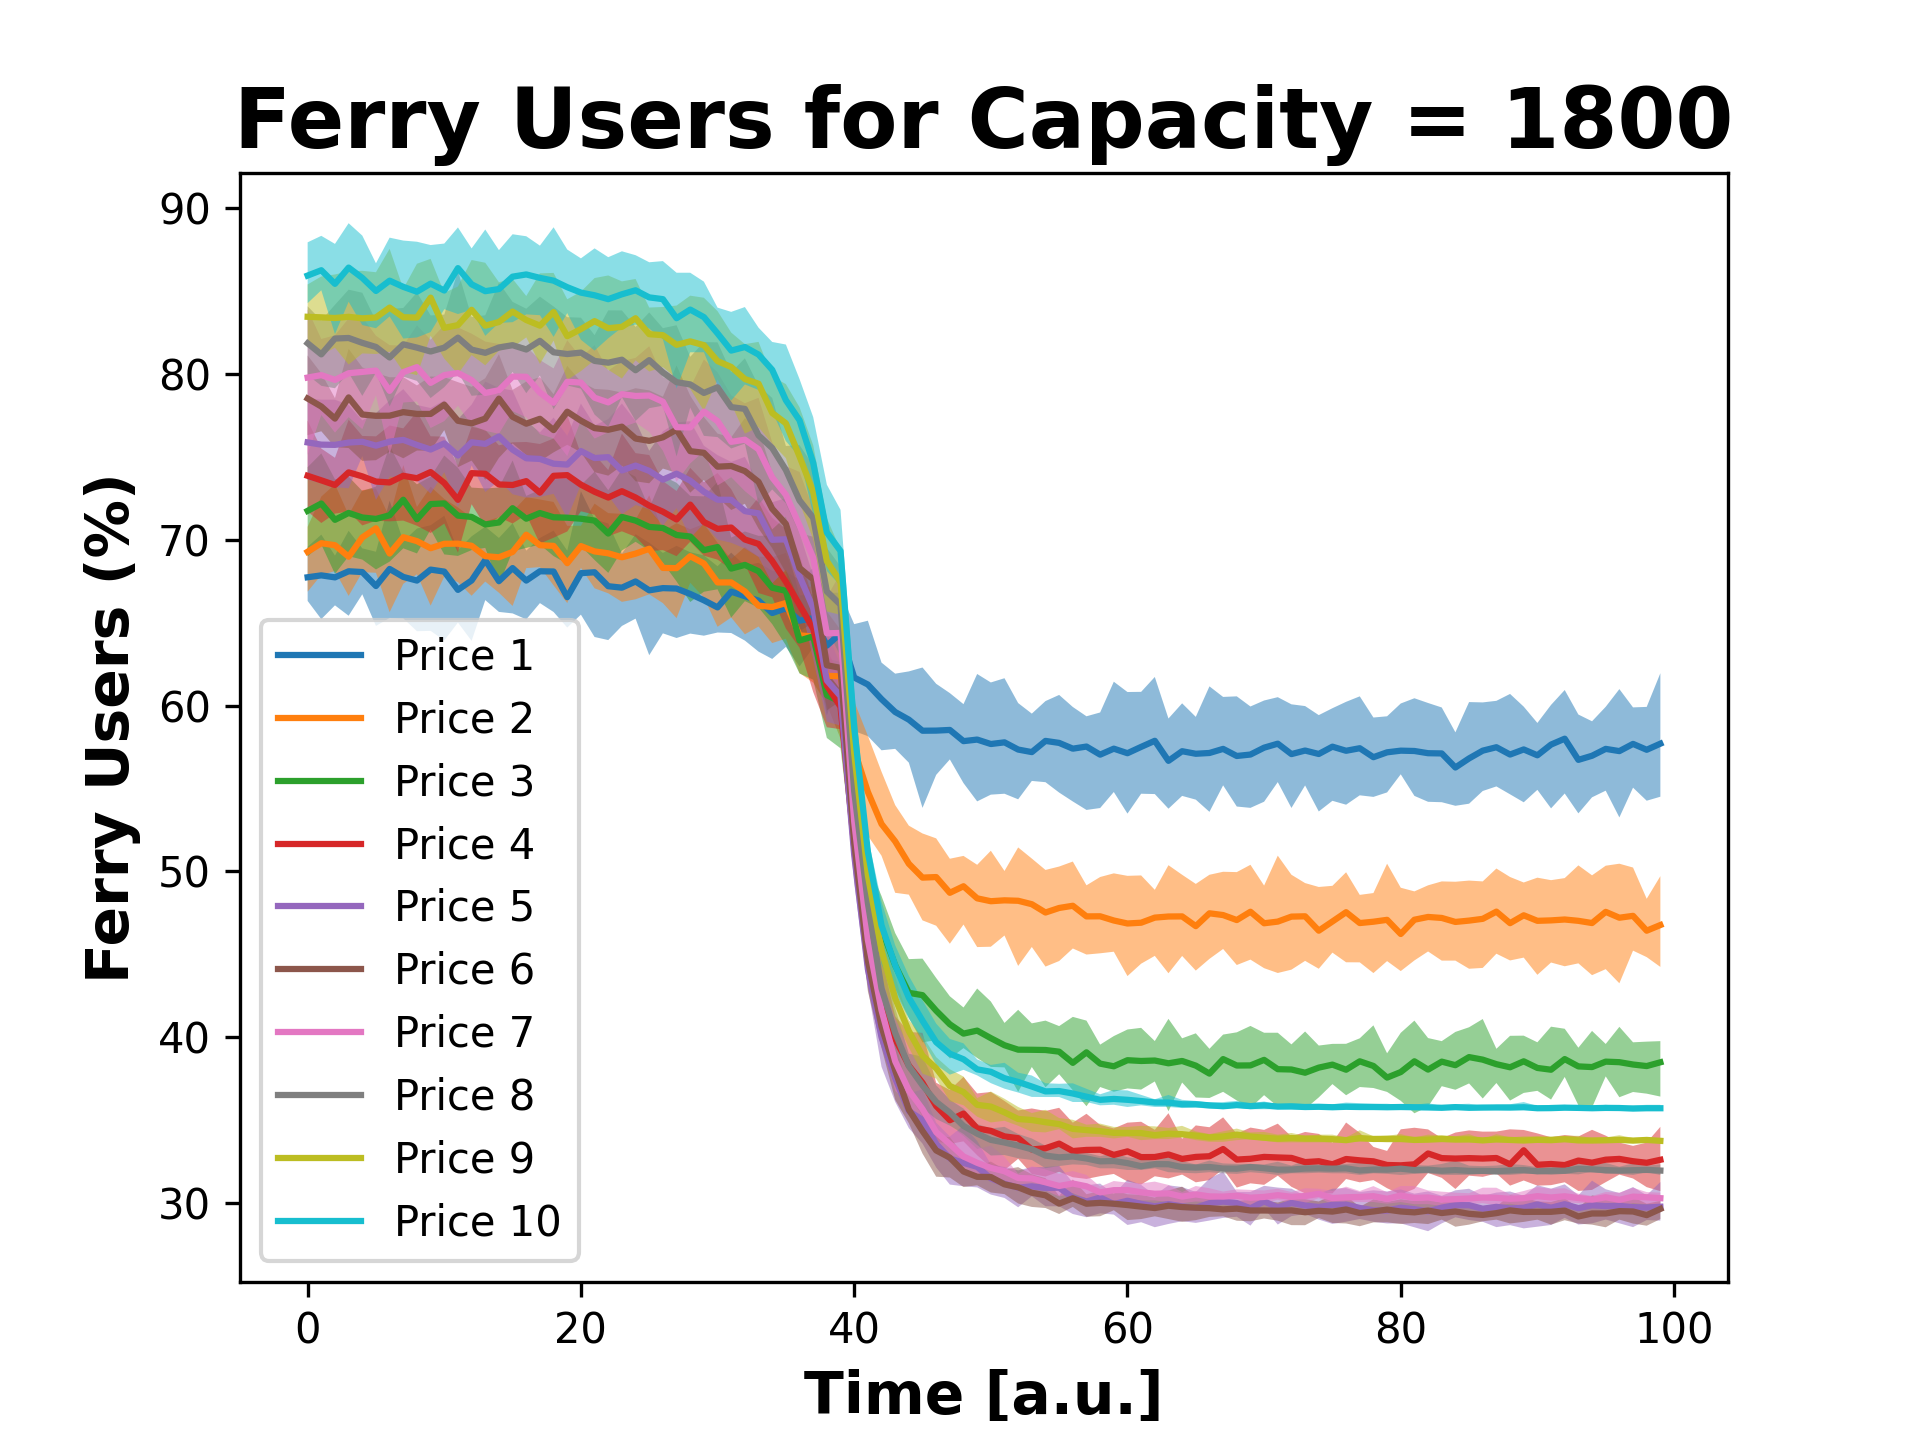 Ferry Users for Capacity = 1800
Ferry Users (%)
90
80
70
60
50
40
30
Price 1
Price 2
Price 3
Price 4
Price 5
Price 6
Price 7
Price 8
Price 9
Price 10
0 20 40 60 80 100
Time [a.u.]